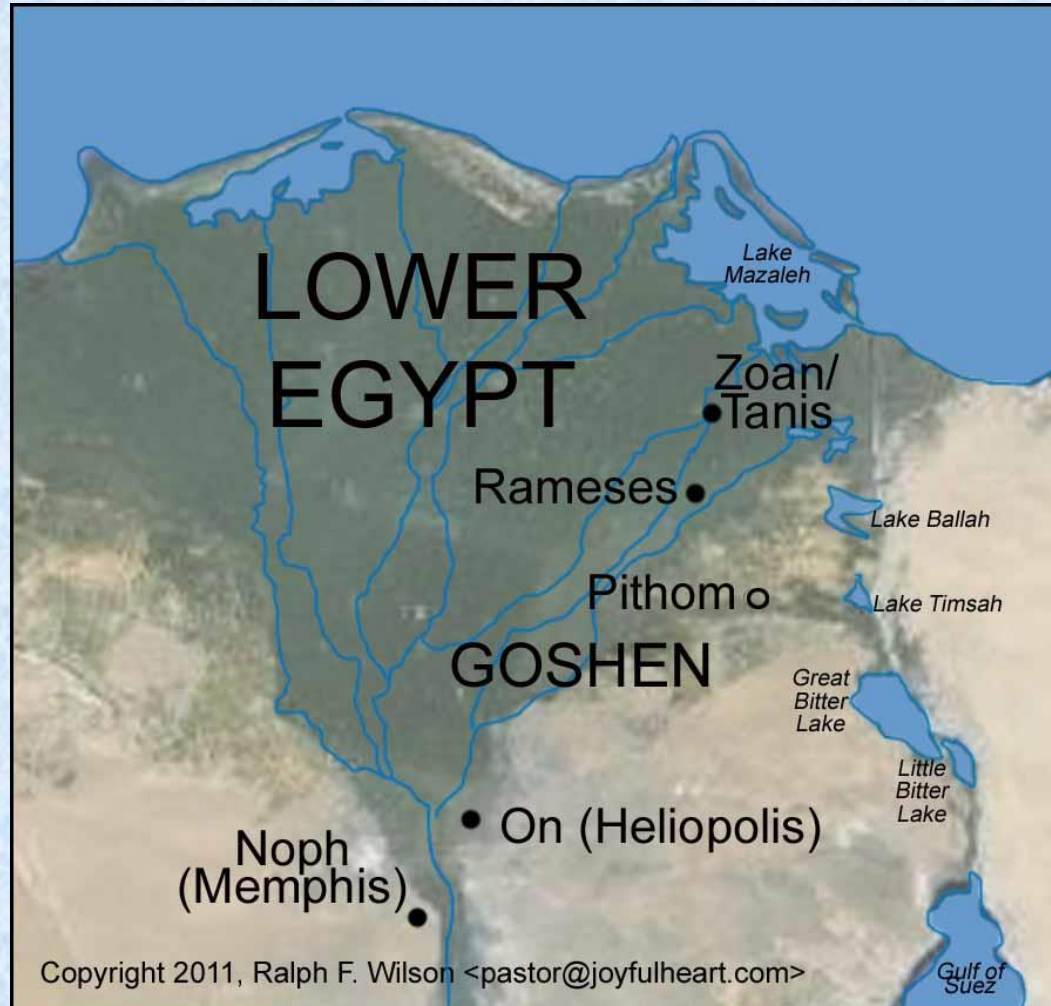 LOWER
EGYPT
Lake
Mazaleh
Zoan/
Tanis
Rameses
Lake Ballah
Pithom
Lake Timsah
GOSHEN
Great
Bitter
Lake
Little
Bitter
Lake
On (Heliopolis)
Noph
(Memphis)
Gulf of
Suez
Copyright 2011, Ralph F. Wilson <pastor@joyfulheart.com>